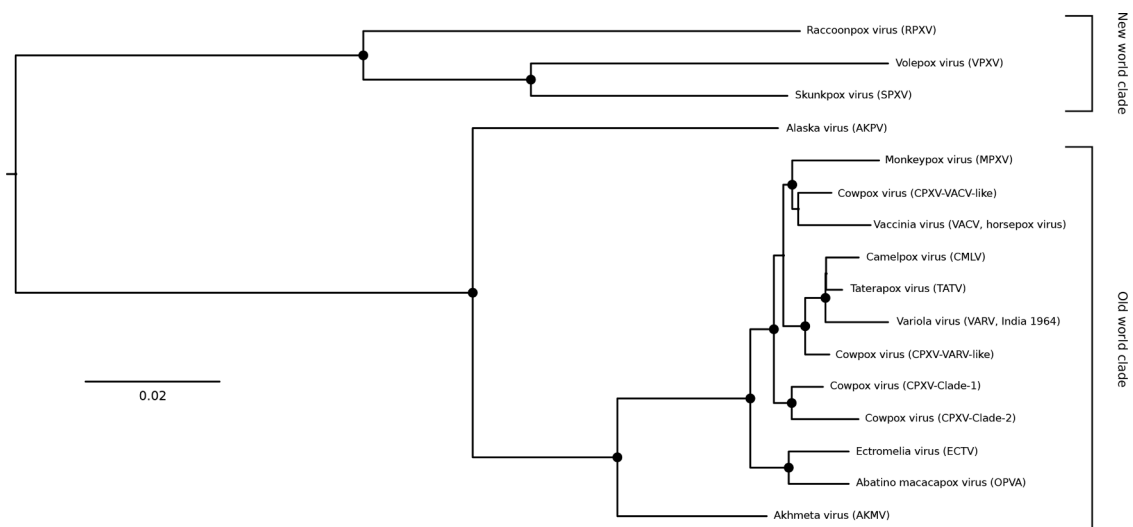 Raccoonpox virus (RPXV)
Volepox virus (VPXV)
Skunkpox virus (SPXV)
New world clade
Alaska virus (AKPV)
Monkeypox virus (MPXV)
Cowpox virus (CPXV-VACV-like)
Vaccinia virus (VACV, horsepox virus)
Camelpox virus (CMLV)
Taterapox virus (TATV)
Variola virus (VARV, India 1964)
Cowpox virus (CPXV-VARV-like)
Cowpox virus (CPXV-Clade-1)
Cowpox virus (CPXV-Clade-2)
Ectromelia virus (ECTV)
Abatino macacapox virus (OPVA)
Akhmeta virus (AKMV)
Old world clade
0.02